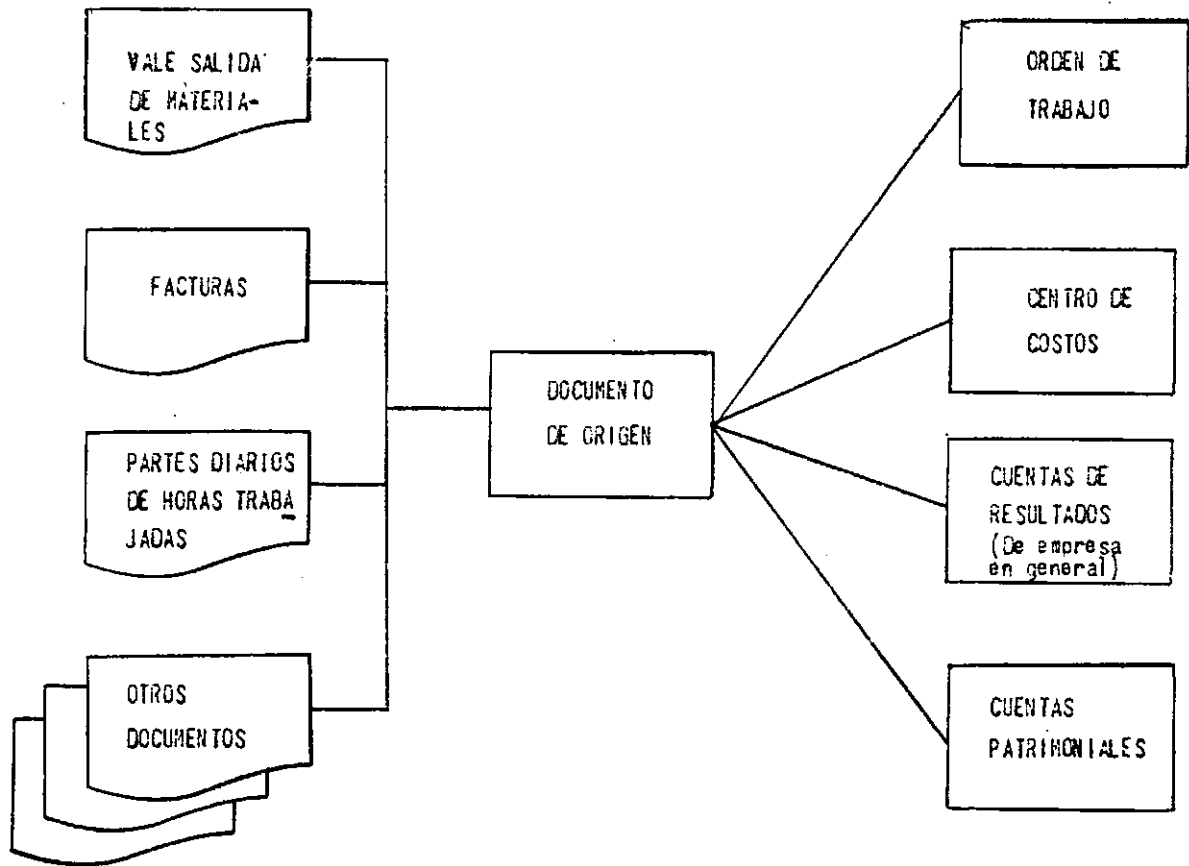 VALE SALIDA
DE MATERIA-
LES
FACTURAS
PARTES DIARIOS
DE HORAS TRABA
JADAS
OTROS
DOCUMENTOS
DOCUMENTO
DE ORIGEN
ORDEN DE
TRABAJO
CENTRO DE
COSTOS
CUENTAS DE
RESULTADOS
(De empresa
en general)
CUENTAS
PATRIMONIALES